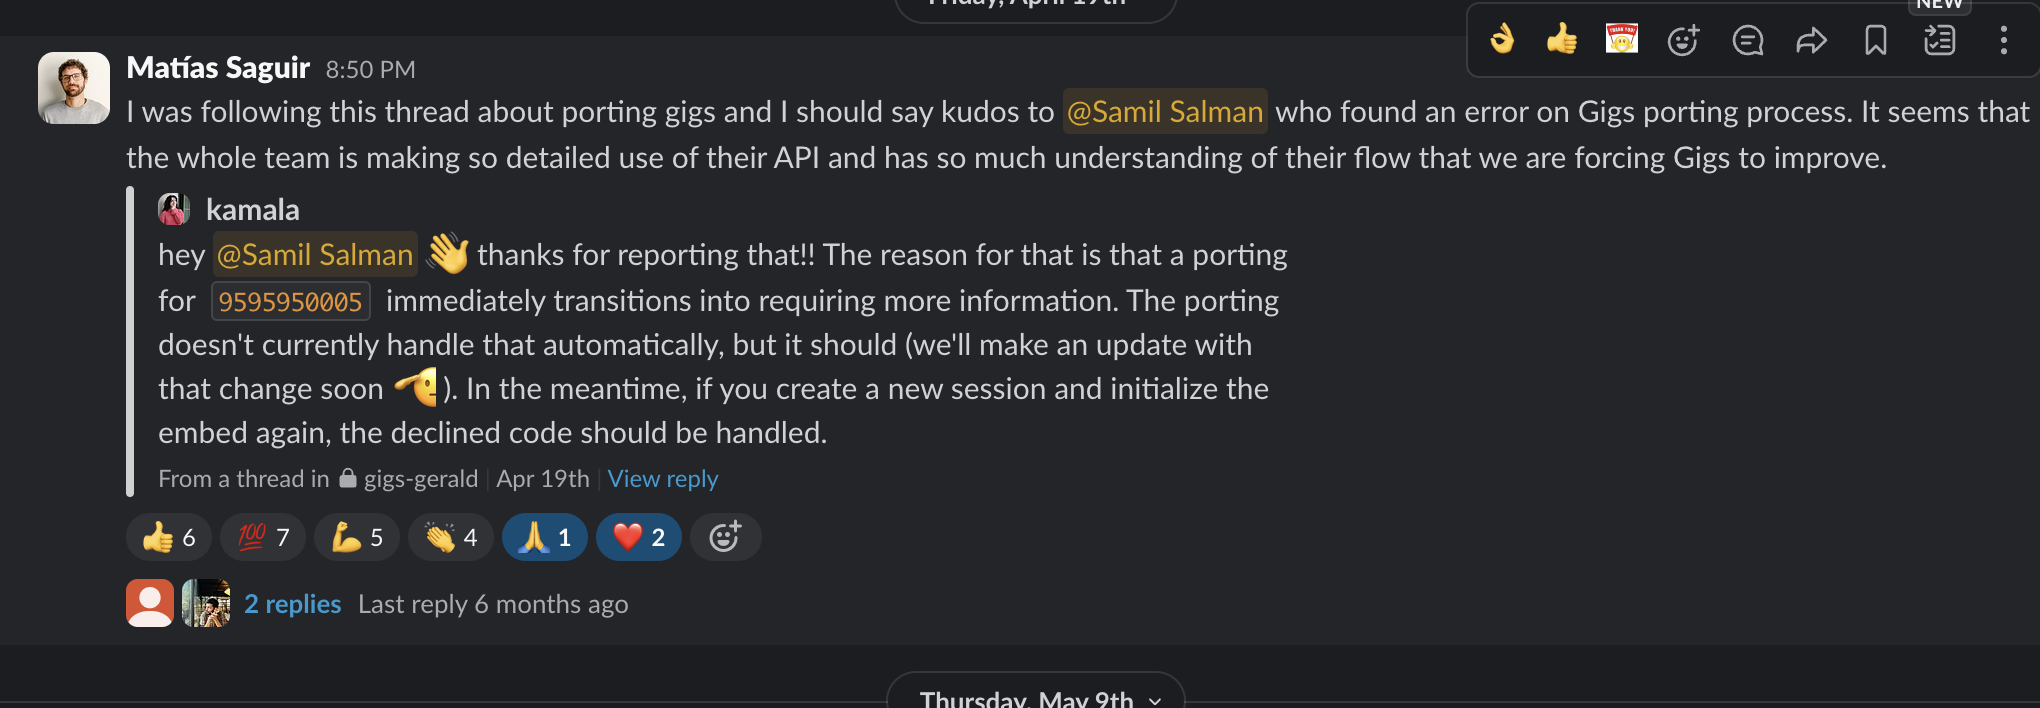 Friday, April 19th
NEW
Matías Saguir 8:50 PM
I was following this thread about porting gigs and I should say kudos to @Samil Salman who found an error on Gigs porting process. It seems that
the whole team is making so detailed use of their API and has so much understanding of their flow that we are forcing Gigs to improve.
kamala
hey @Samil Salman 👋 thanks for reporting that!! The reason for that is that a porting
for 9595950005 immediately transitions into requiring more information. The porting
doesn't currently handle that automatically, but it should (we'll make an update with
that change soon ). In the meantime, if you create a new session and initialize the
embed again, the declined code should be handled.
From a thread in gigs-gerald | Apr 19th | View reply
6 7 5 4 1 2
2 replies Last reply 6 months ago
Thursday, May 9th